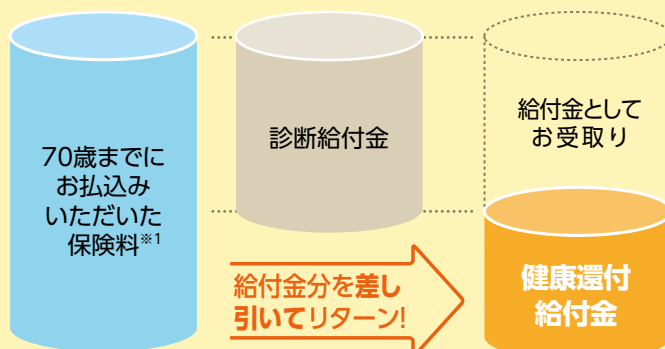 70歳までに
お払込み
いただいた
保険料※1
診断給付金
給付金として
お受取り
給付金分を差し
引いてリターン!
健康還付
給付金